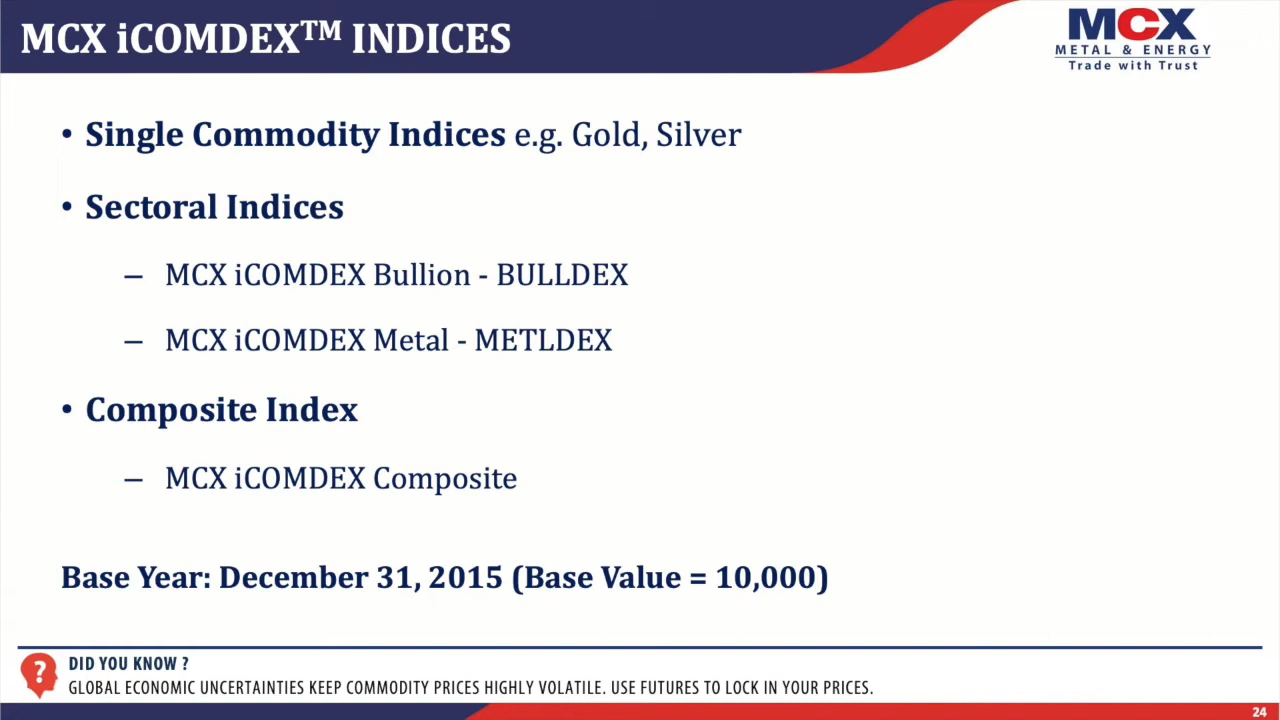 MCX iCOMDEX™ INDICES
MCX
METAL & ENERGY
Trade with Trust
• Single Commodity Indices e.g. Gold, Silver
• Sectoral Indices
– MCX iCOMDEX Bullion - BULLDEX
– MCX iCOMDEX Metal - METLDEX
• Composite Index
– MCX iCOMDEX Composite
Base Year: December 31, 2015 (Base Value = 10,000)
?
DID YOU KNOW ?
GLOBAL ECONOMIC UNCERTAINTIES KEEP COMMODITY PRICES HIGHLY VOLATILE. USE FUTURES TO LOCK IN YOUR PRICES.
24